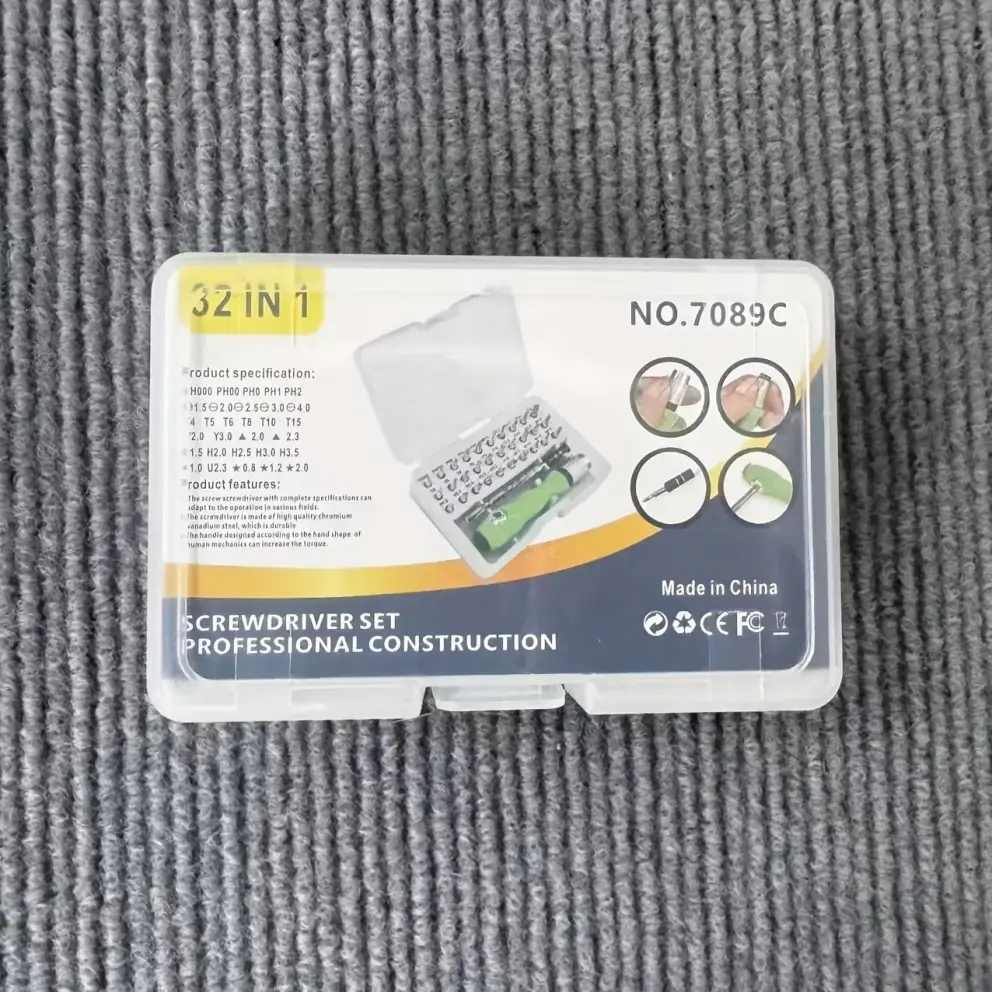 32 IN 1
NO.7089C
roduct specification:
H000 PH00 PH0 PH1 PH2
1.5⊖2.0⊖2.5⊖3.0⊖4.0
4 T5 T6 T8 T10 T15
2.0 Y3.0 ▲ 2.0 ▲ 2.3
1.5 H2.0 H2.5 H3.0 H3.5
1.0 U2.3 ★0.8 ★1.2 ★2.0
roduct features:
The screw screwdriver with complete specifications can
adapt to the operation in various fields.
The screwdriver is made of high quality chromium
vanadium steel, which is durable
The handle designed according to the hand shape of
human mechanics can increase the torque.
Made in China
SCREWDRIVER SET
PROFESSIONAL CONSTRUCTION
CE FC